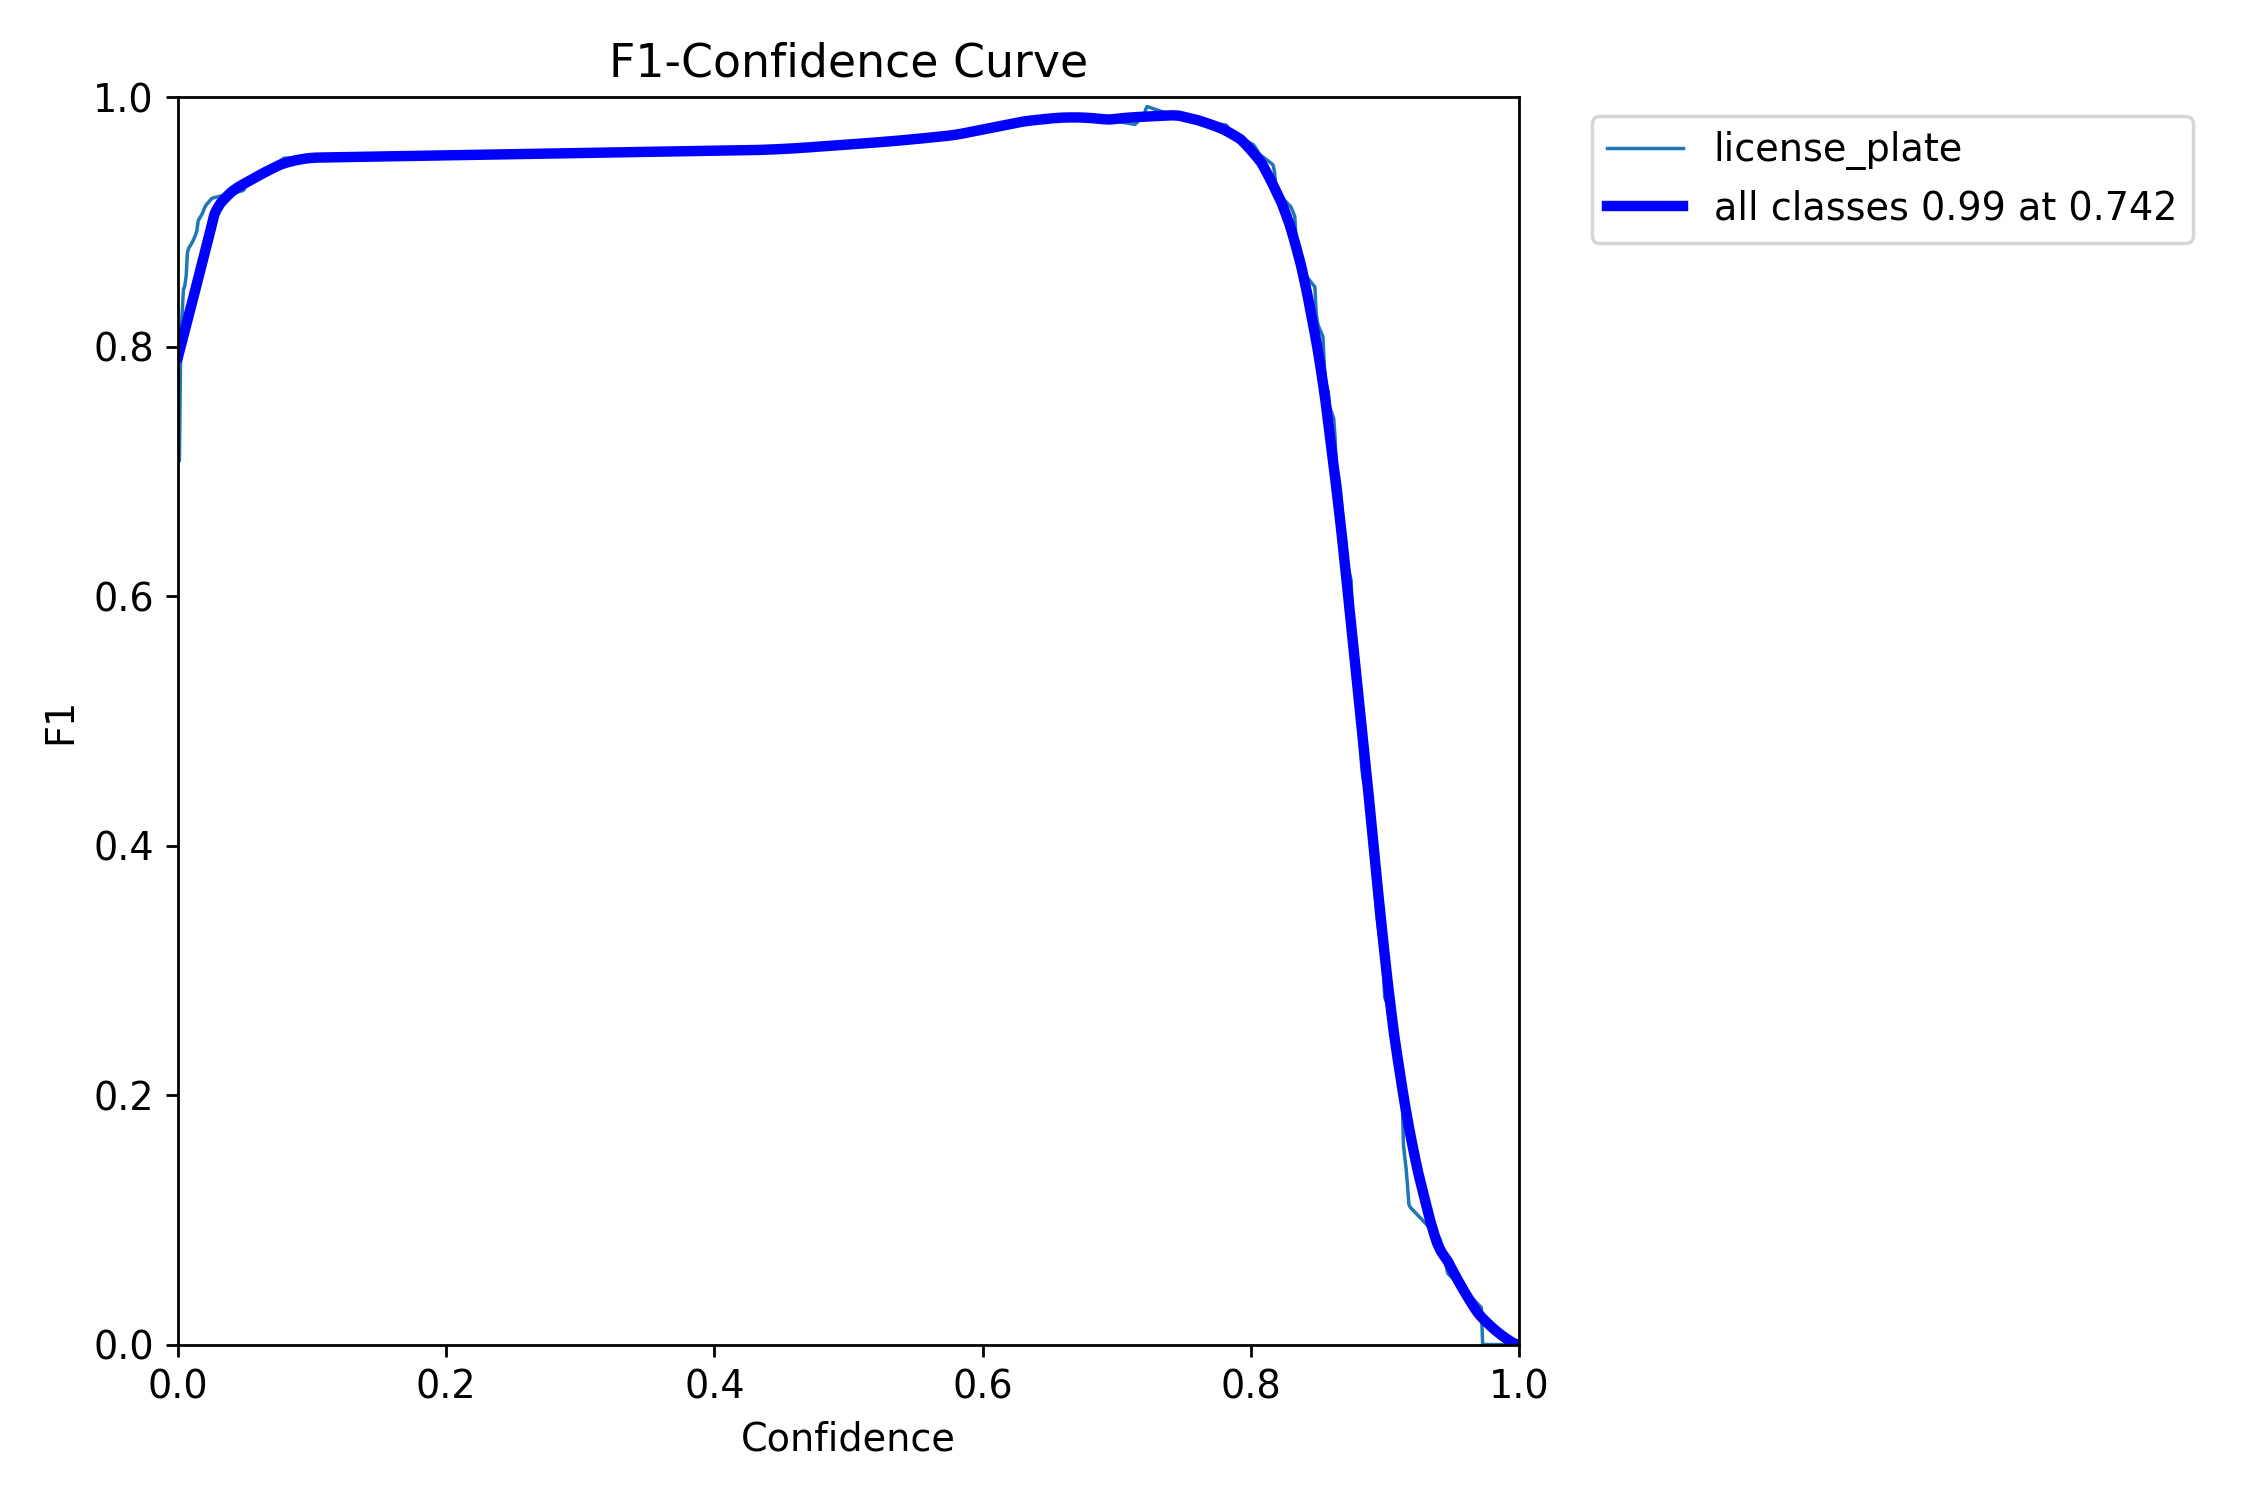 F1-Confidence Curve
1.0
0.8
0.6
0.4
0.2
0.0
F1
0.0 0.2 0.4 0.6 0.8 1.0
Confidence
license_plate
all classes 0.99 at 0.742